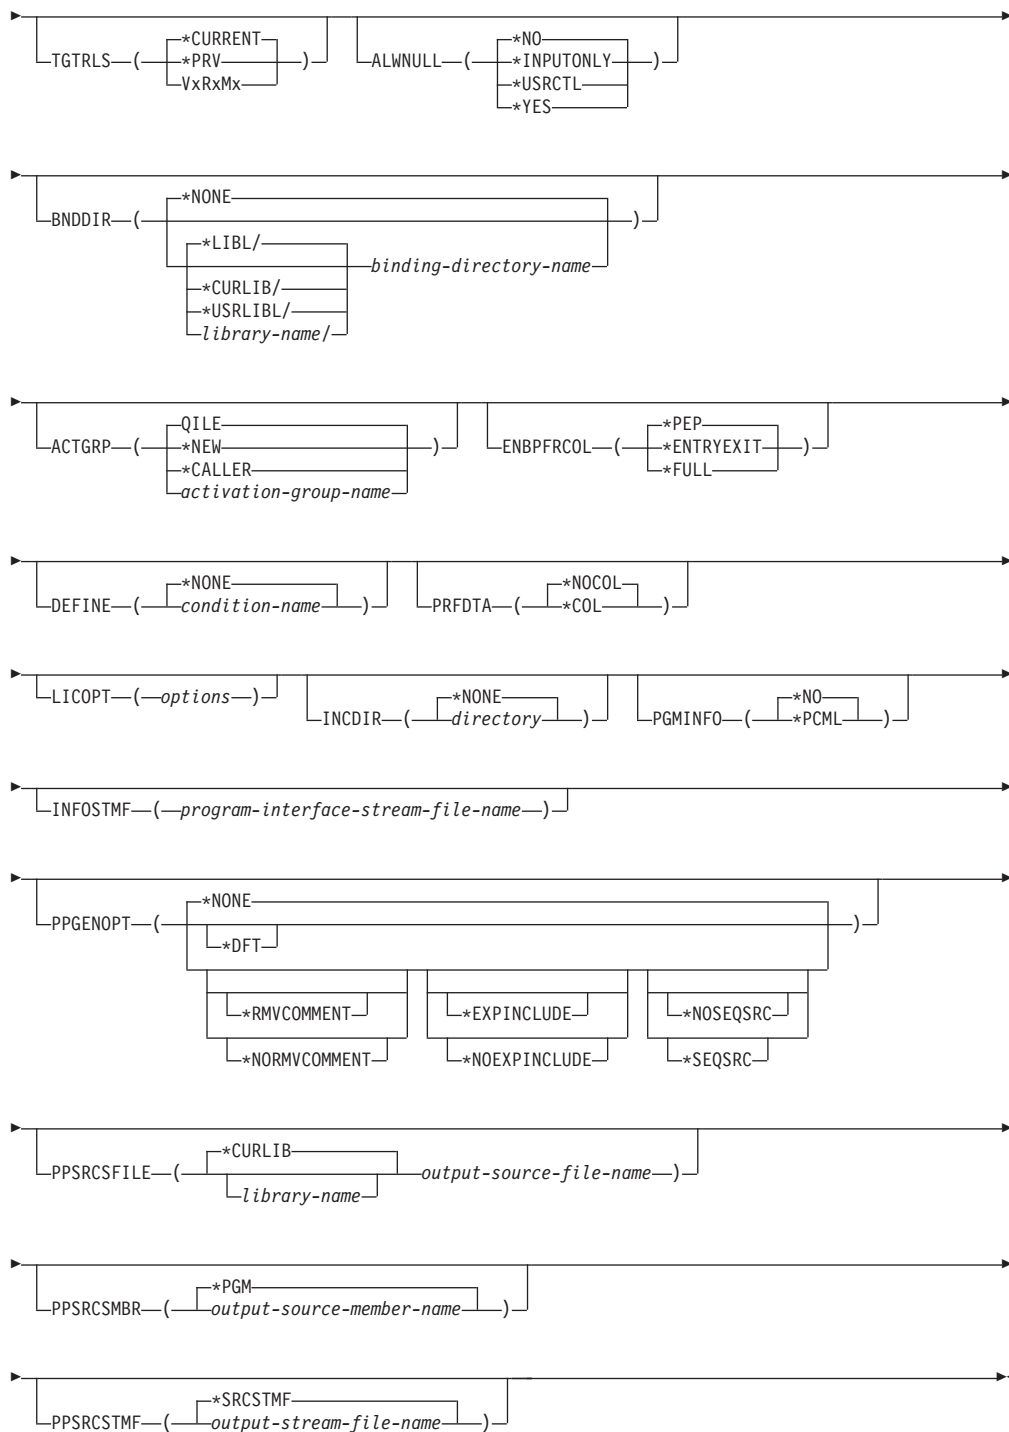 *CURRENT *NO
TGTRLS ( *PRV ) ALWNULL ( *INPUTONLY )
VxRxMx *USRCTL
*YES
*NONE
BNDDIR ( )
*LIBL/
binding-directory-name
*CURLIB/
*USRLIBL/
library-name/
QILE *PEP
ACTGRP ( *NEW ) ENBPFRCOL ( *ENTRYEXIT )
*CALLER *FULL
activation-group-name
*NONE *NOCOL
DEFINE ( condition-name ) PRFDTA ( *COL )
LICOPT ( options ) *NONE *NO
INCDIR ( directory ) PGMINFO ( *PCML )
INFOSTMF ( program-interface-stream-file-name )
*NONE
PPGENOPT ( )
*DFT
*RMVCOMMENT *EXPINCLUDE *NOSEQSRC
*NORMVCOMMENT *NOEXPINCLUDE *SEQSRC
*CURLIB
PPSRCSFILE ( output-source-file-name )
library-name
*PGM
PPSRCSMBR ( output-source-member-name )
*SRCSTMF
PPSRCSTMF ( output-stream-file-name )